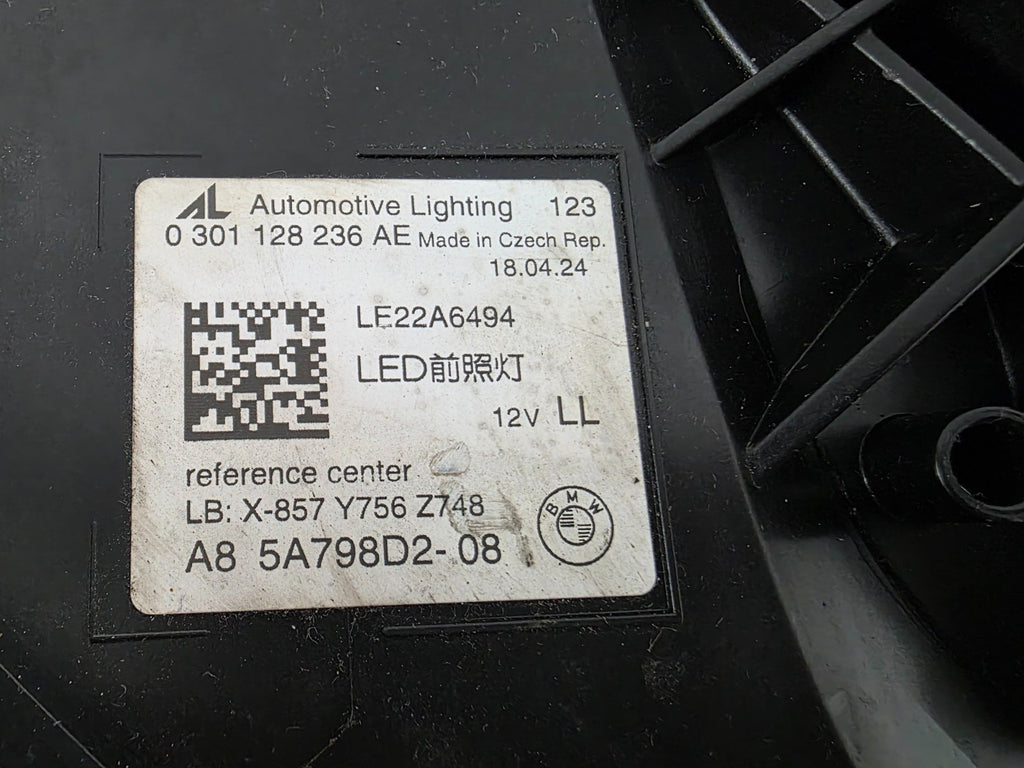 AL Automotive Lighting 123
0 301 128 236 AE Made in Czech Rep.
18.04.24
LE22A6494
LED前照灯
12V LL
reference center
LB: X-857 Y756 Z748
A8 5A798D2-08
BMW